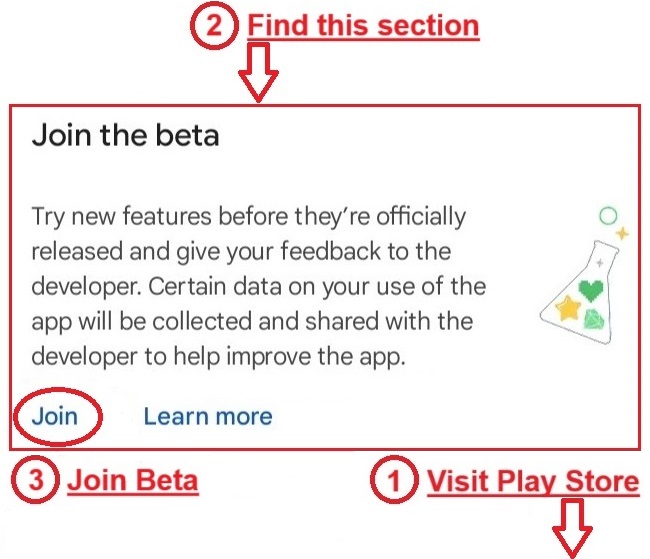 2 Find this section
Join the beta
Try new features before they’re officially
released and give your feedback to the
developer. Certain data on your use of the
app will be collected and shared with the
developer to help improve the app.
Join Learn more
3 Join Beta
1 Visit Play Store